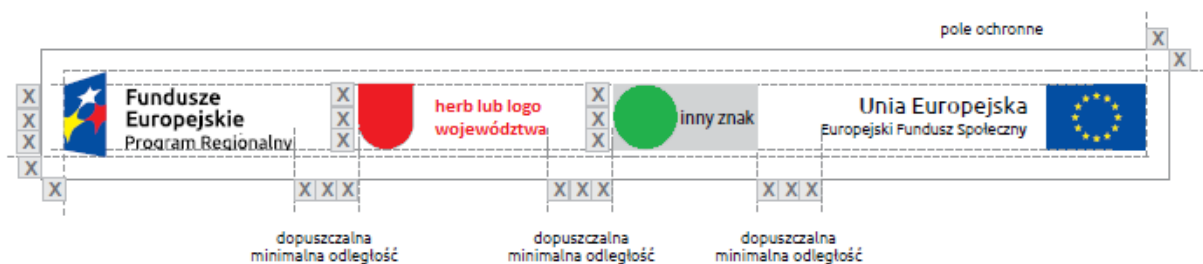 pole ochronne
X
X
X
X
X
Fundusze
Europejskie
Program Regionalny
X
X
X
herb lub logo
województwa
X
X
X
inny znak
Unia Europejska
Europejski Fundusz Społeczny
X
X
X
X
X X X
X X X
X X X
dopuszczalna
minimalna odległość
dopuszczalna
minimalna odległość
dopuszczalna
minimalna odległość